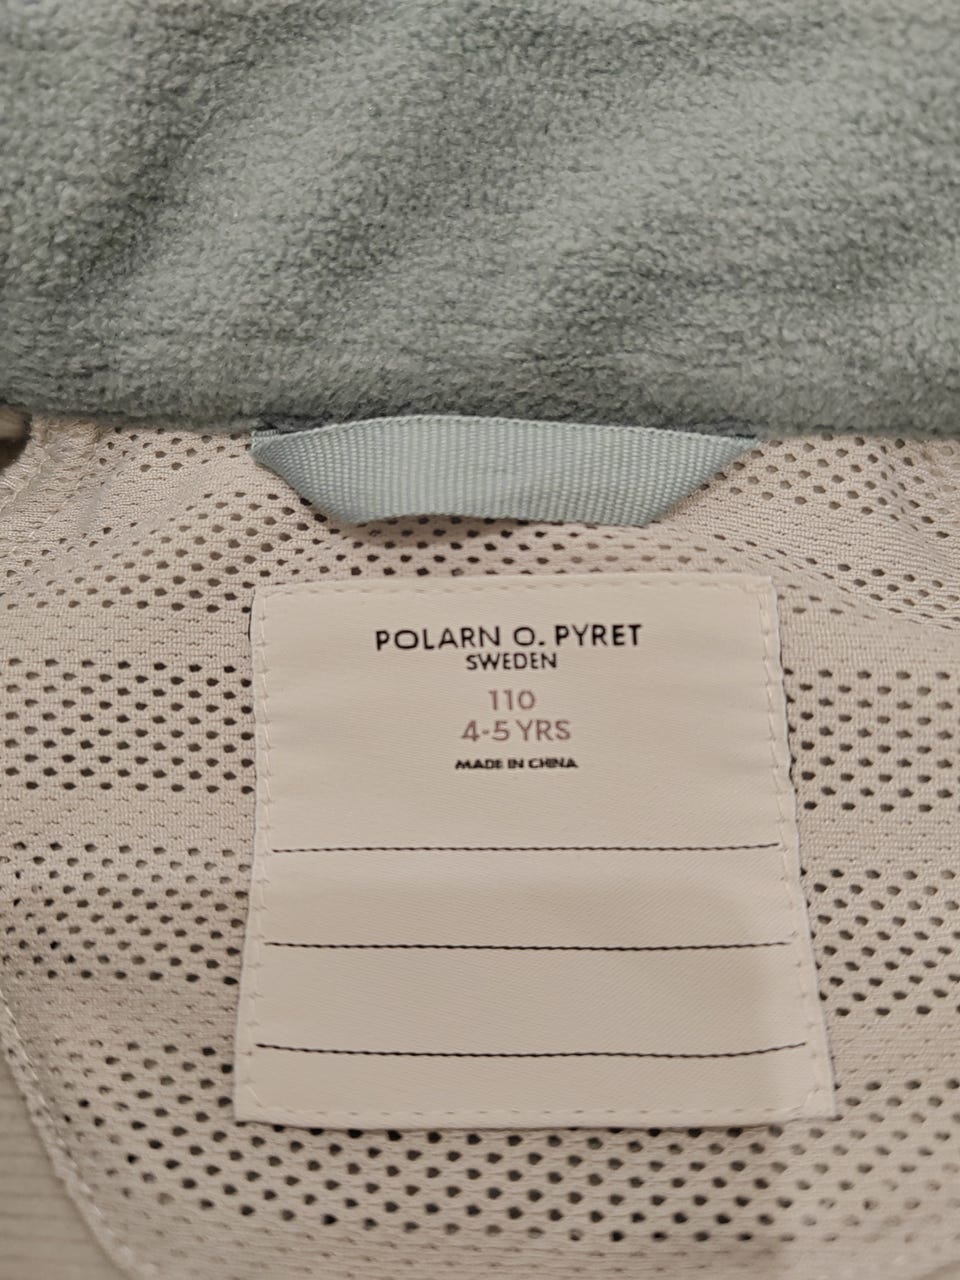 POLARN O. PYRET
SWEDEN
110
4-5 YRS
MADE IN CHINA